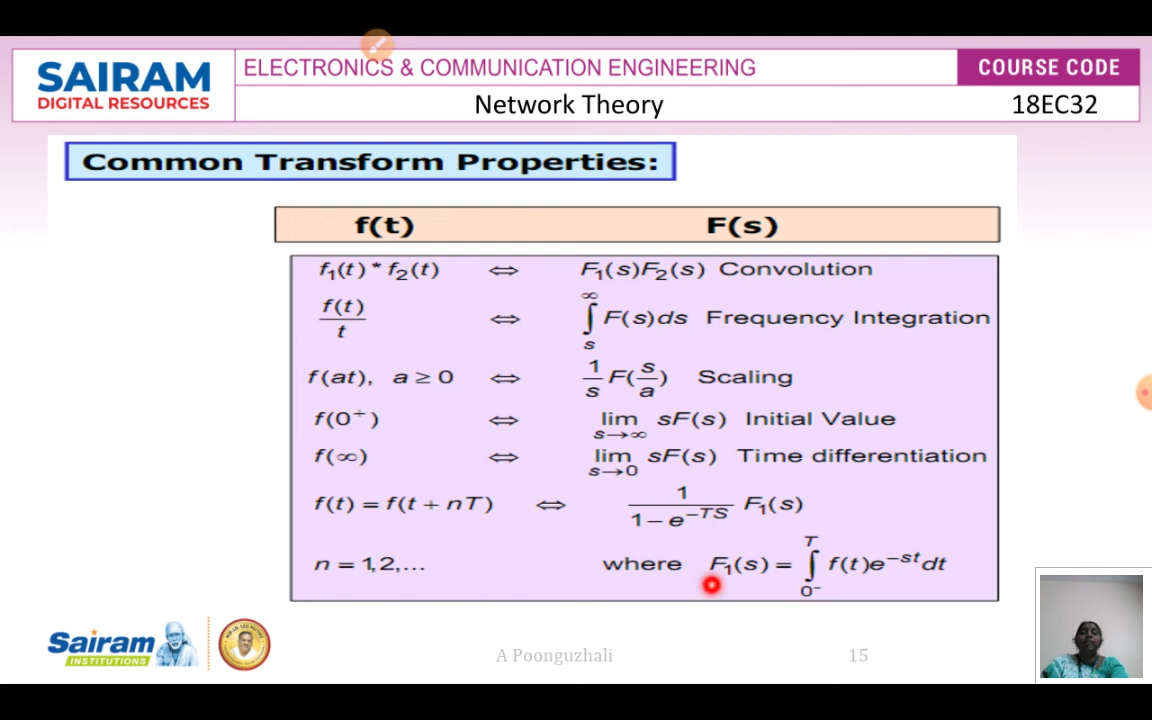 SAIRAM
DIGITAL RESOURCES
ELECTRONICS & COMMUNICATION ENGINEERING
COURSE CODE
Network Theory
18EC32
Common Transform Properties:
f(t) F(s)
f₁(t) * f₂(t) ⇔ F₁(s)F₂(s) Convolution
f(t)/t ⇔ ∫ₛ^∞ F(s)ds Frequency Integration
f(at), a ≥ 0 ⇔ 1/s F(s/a) Scaling
f(0⁺) ⇔ lim s→∞ sF(s) Initial Value
f(∞) ⇔ lim s→0 sF(s) Time differentiation
f(t) = f(t + nT) ⇔ 1/(1 – e^–TS) F₁(s)
n = 1,2,... where F₁(s) = ∫₀₋^T f(t)e^–st dt
Sairam
INSTITUTIONS
A Poonguzhali
15